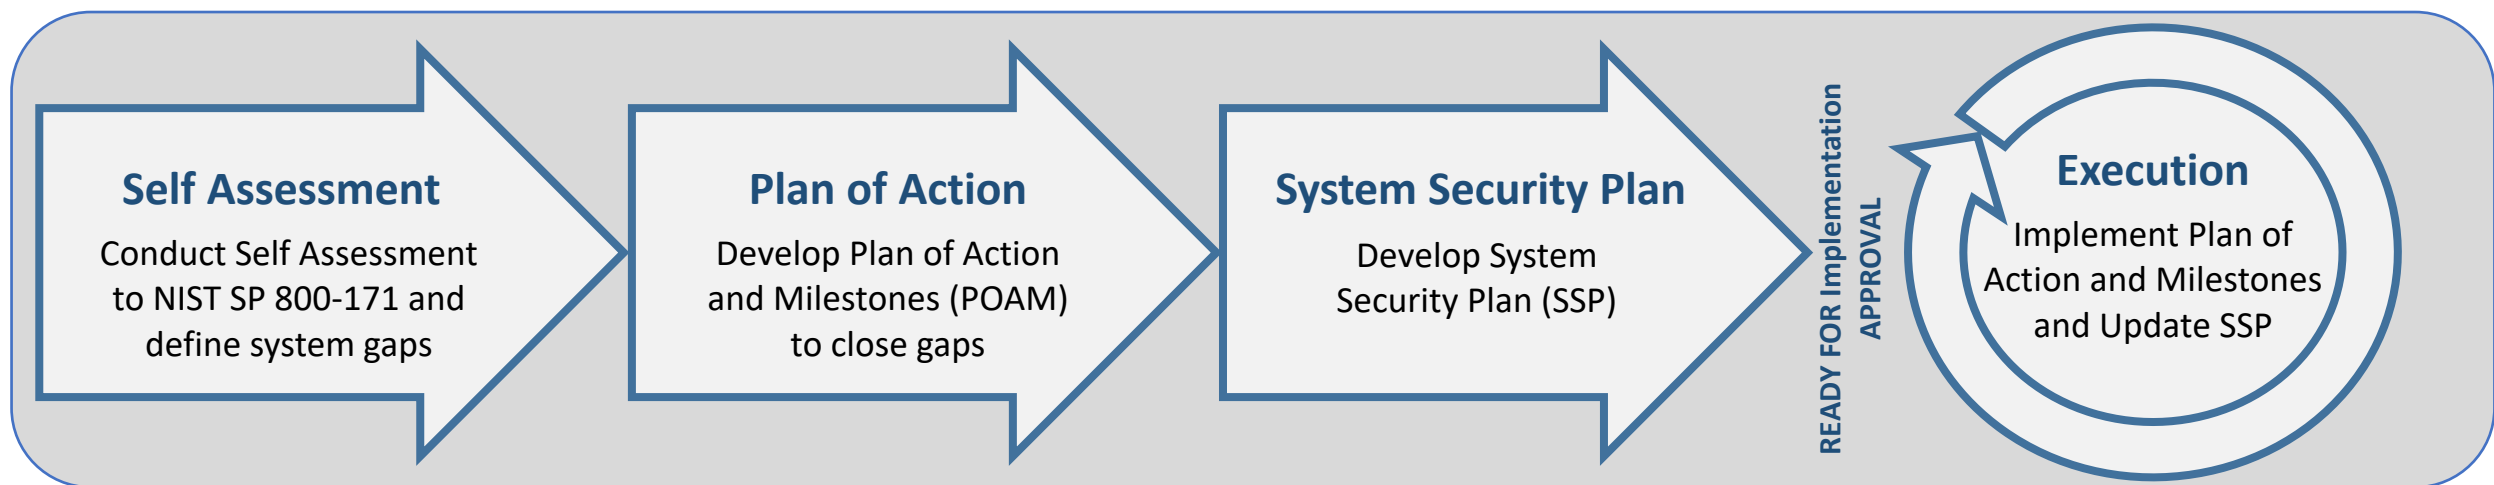 Self Assessment
Conduct Self Assessment
to NIST SP 800-171 and
define system gaps
Plan of Action
Develop Plan of Action
and Milestones (POAM)
to close gaps
System Security Plan
Develop System
Security Plan (SSP)
READY FOR Implementation
APPROVAL
Execution
Implement Plan of
Action and Milestones
and Update SSP